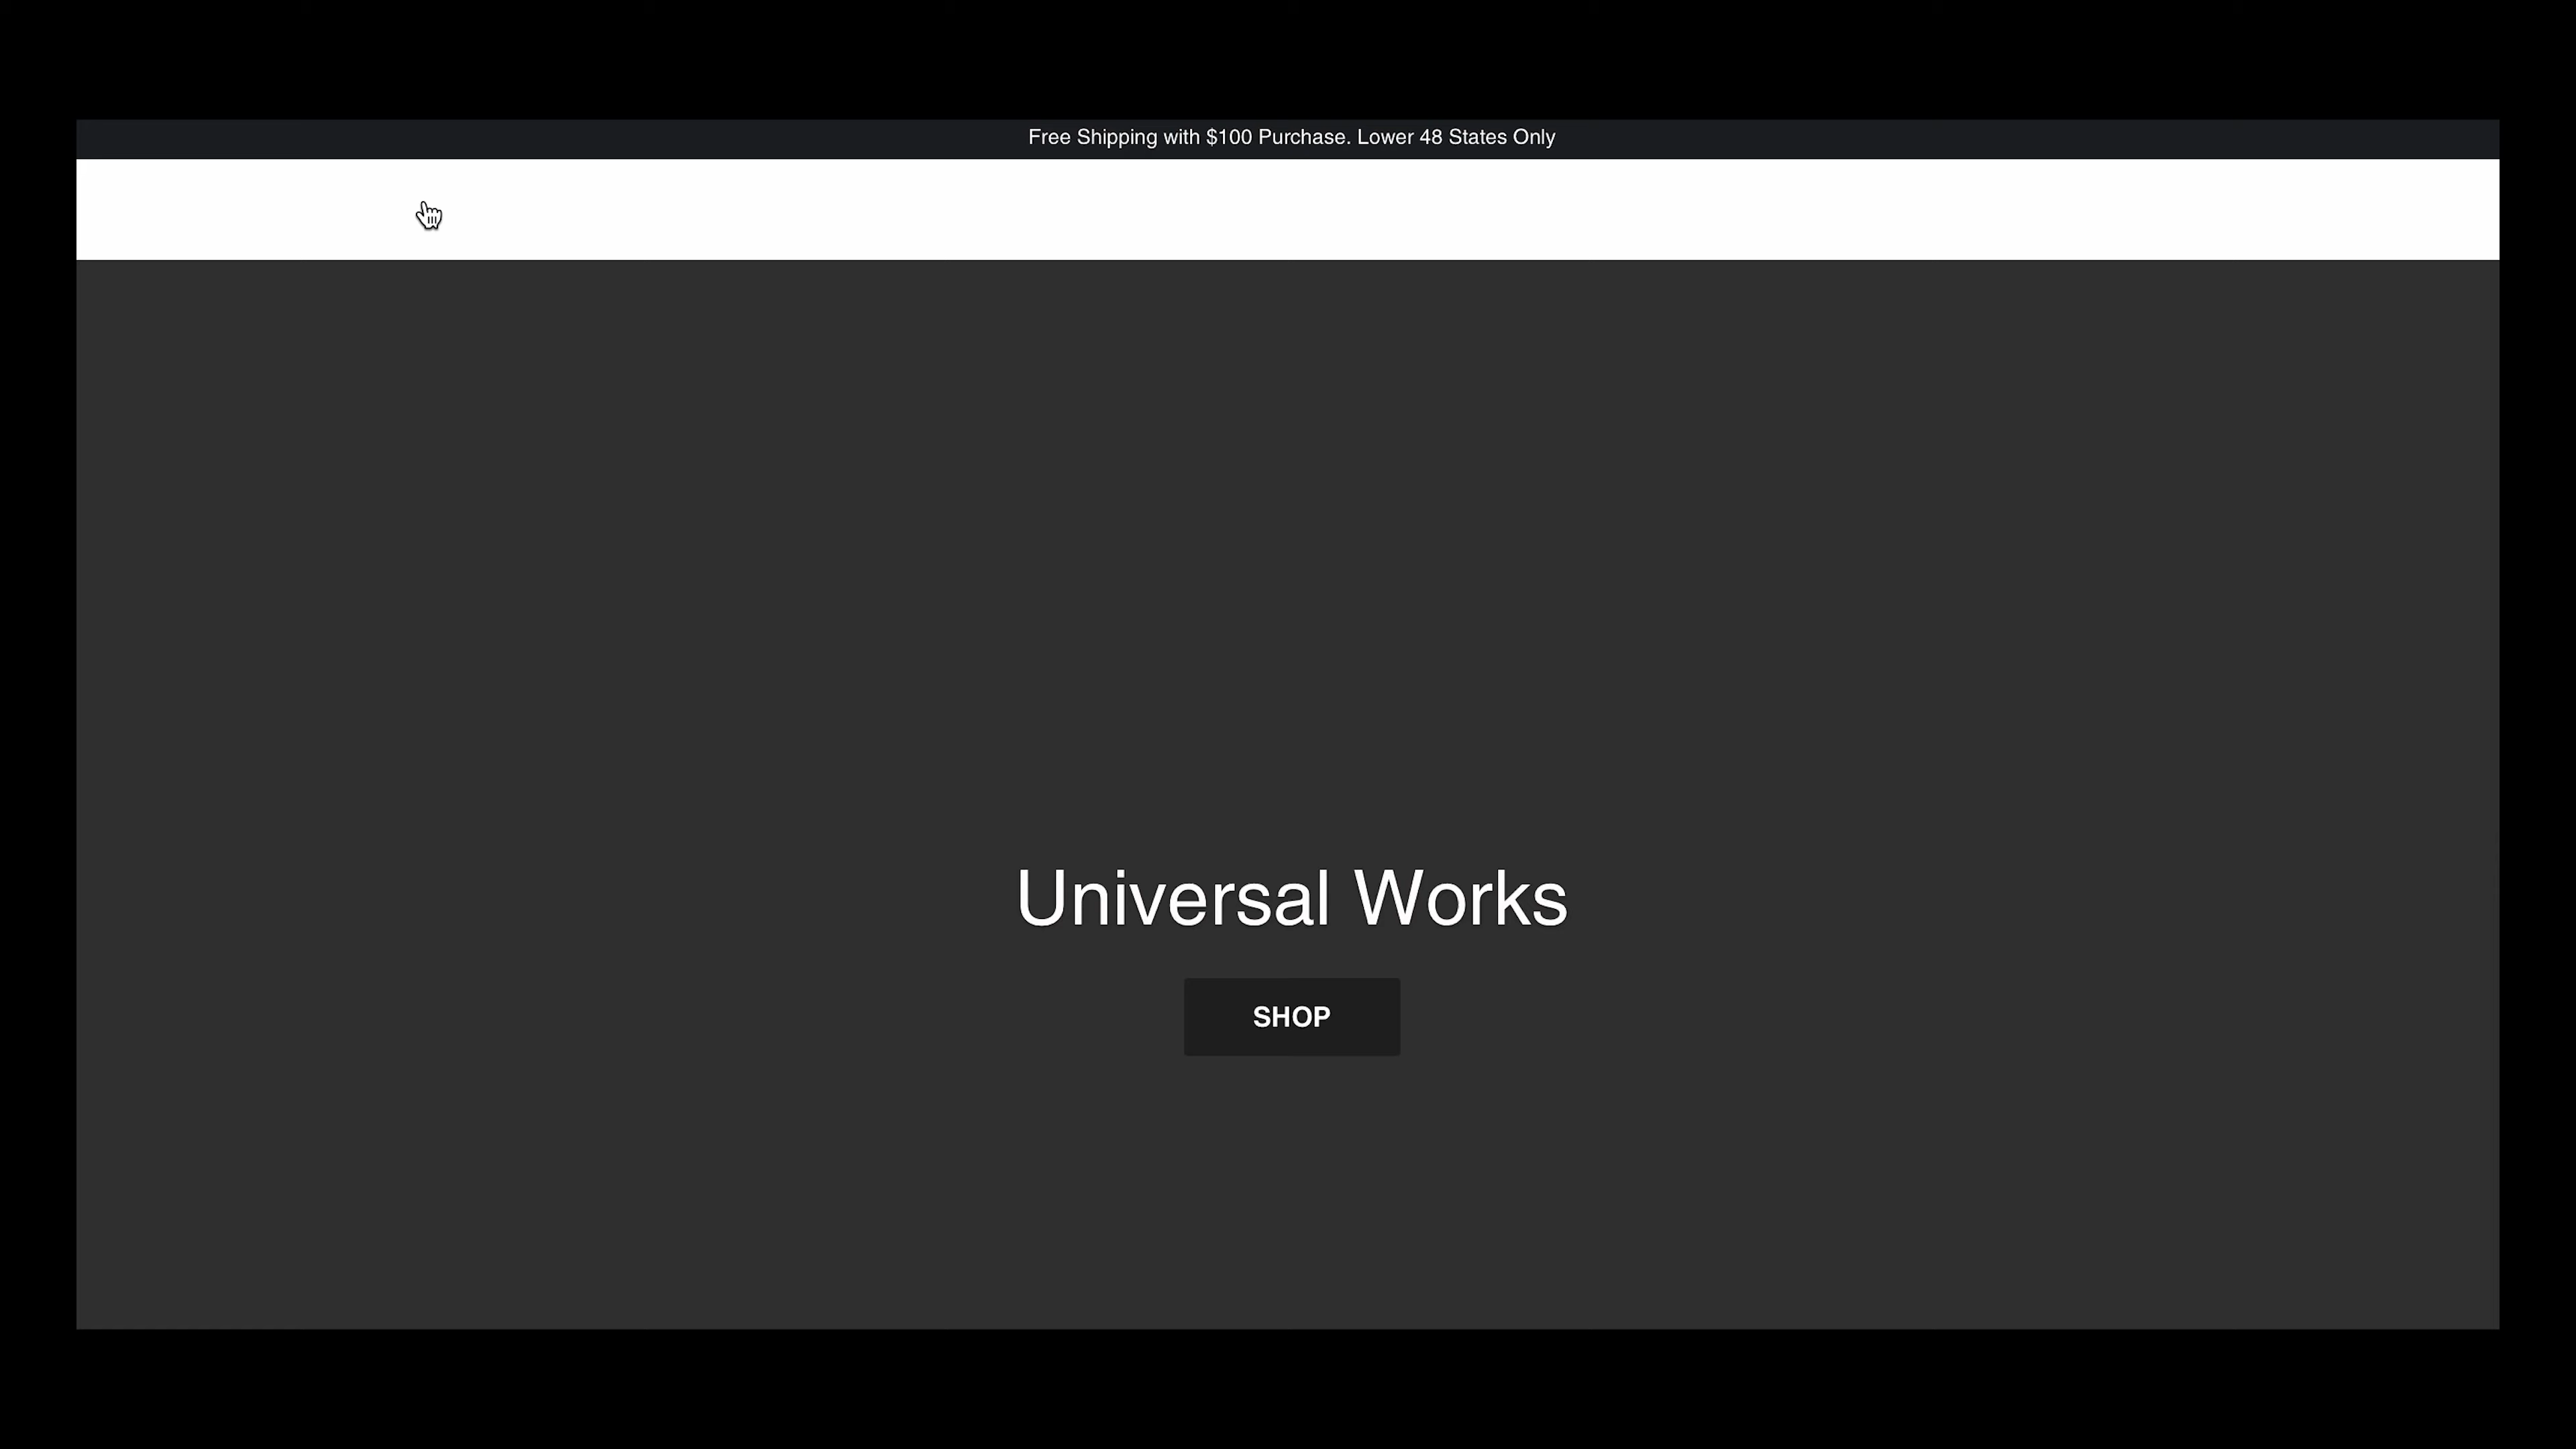 Free Shipping with $100 Purchase. Lower 48 States Only
Universal Works
SHOP